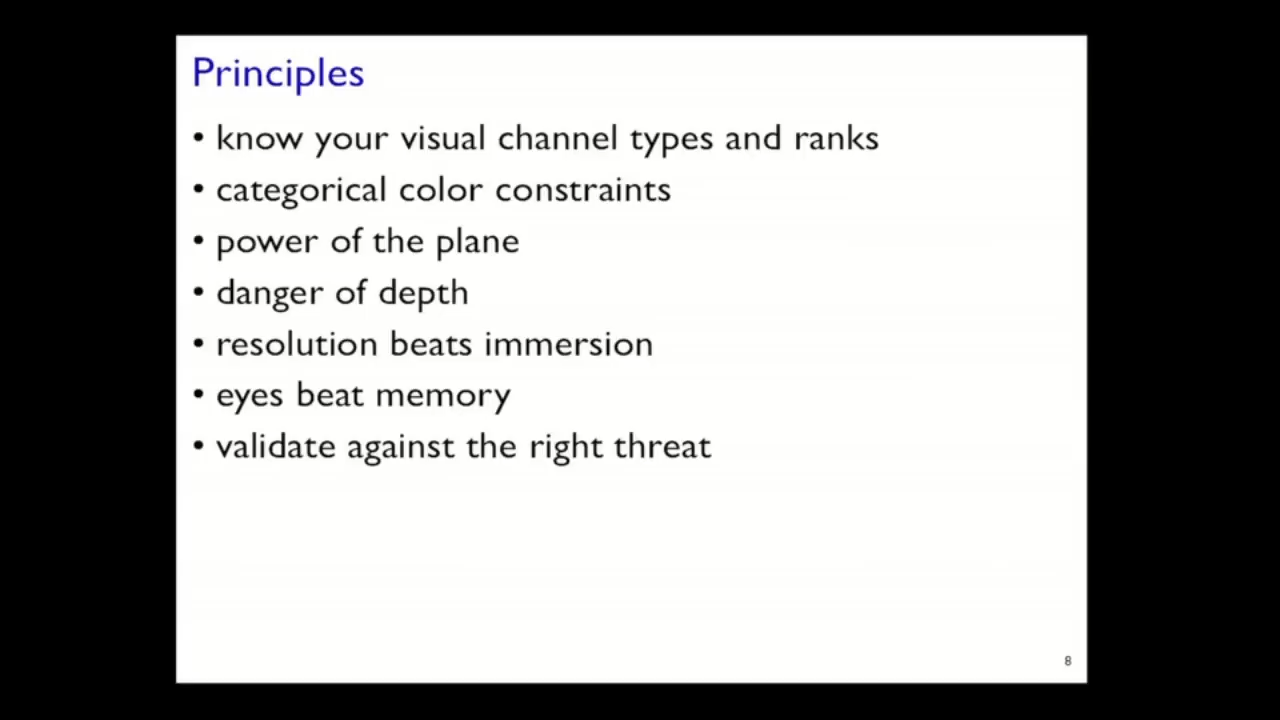 Principles
• know your visual channel types and ranks
• categorical color constraints
• power of the plane
• danger of depth
• resolution beats immersion
• eyes beat memory
• validate against the right threat
8